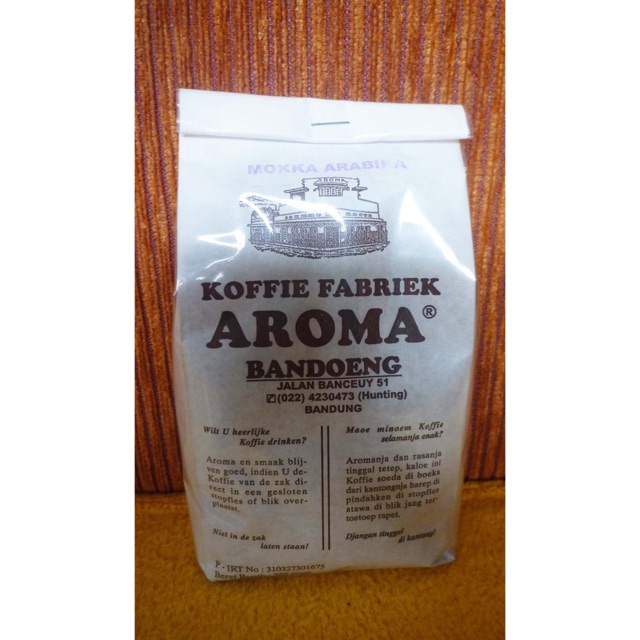 MOKKA ARABIKA
AROMA
KOFFIE FABRIEK
AROMA®
BANDOENG
JALAN BANCEUY 51
(022) 4230473 (Hunting)
BANDUNG
Wilt U heerlijke
Koffie drinken?
Aroma en smaak blij-
ven goed, indien U de
Koffie van de zak di-
rect in een gesloten
stopfles of blik over-
plaatst.
Niet in de zak
laten staan!
Maoe minoem Koffie
selamanja enak?
Aromanja dan rasanja
tinggal tetep, kaloe ini
Koffie soeda di boeka
dari kantongnja harep di
pindahken di stopfles
atawa di blik jang ter-
toetoep rapet.
Djangan tinggal
di kantong!
P - IRT No : 310327301675
Berat